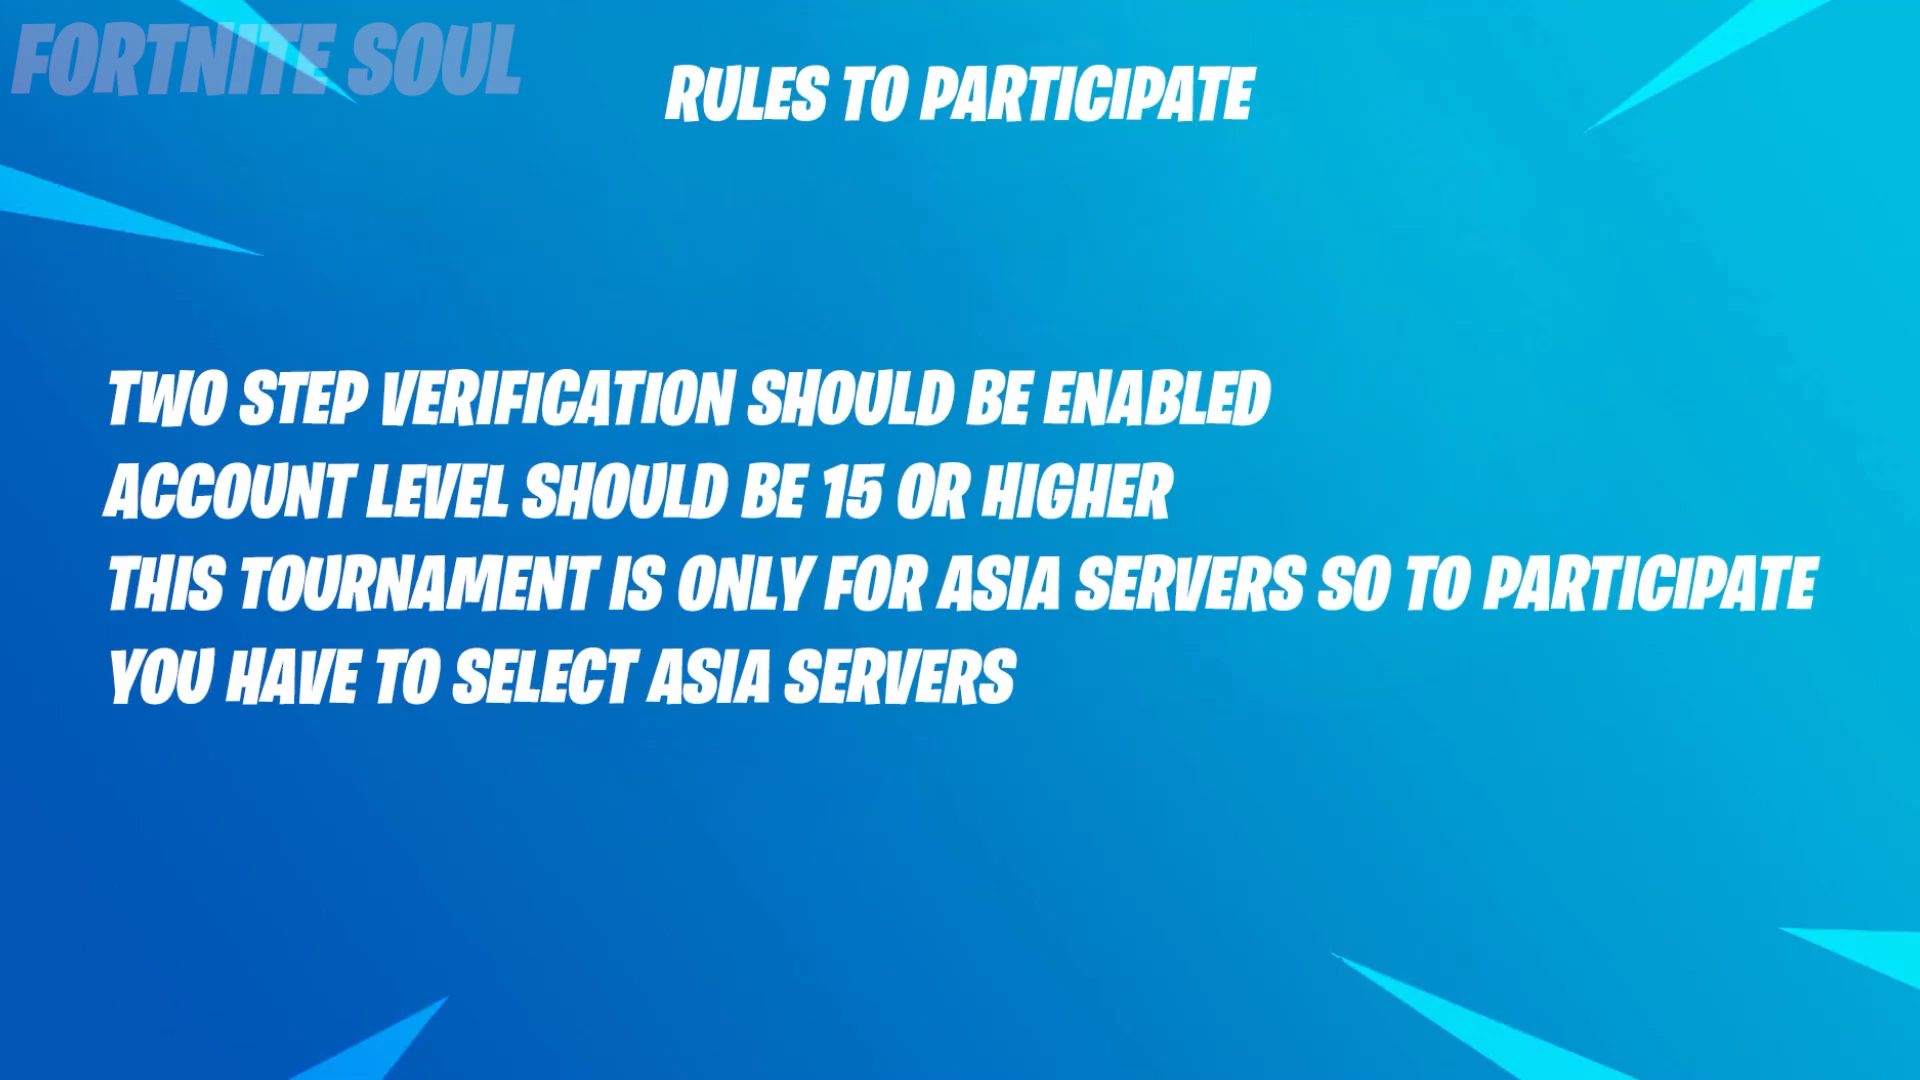 FORTNITE SOUL
RULES TO PARTICIPATE
TWO STEP VERIFICATION SHOULD BE ENABLED
ACCOUNT LEVEL SHOULD BE 15 OR HIGHER
THIS TOURNAMENT IS ONLY FOR ASIA SERVERS SO TO PARTICIPATE
YOU HAVE TO SELECT ASIA SERVERS